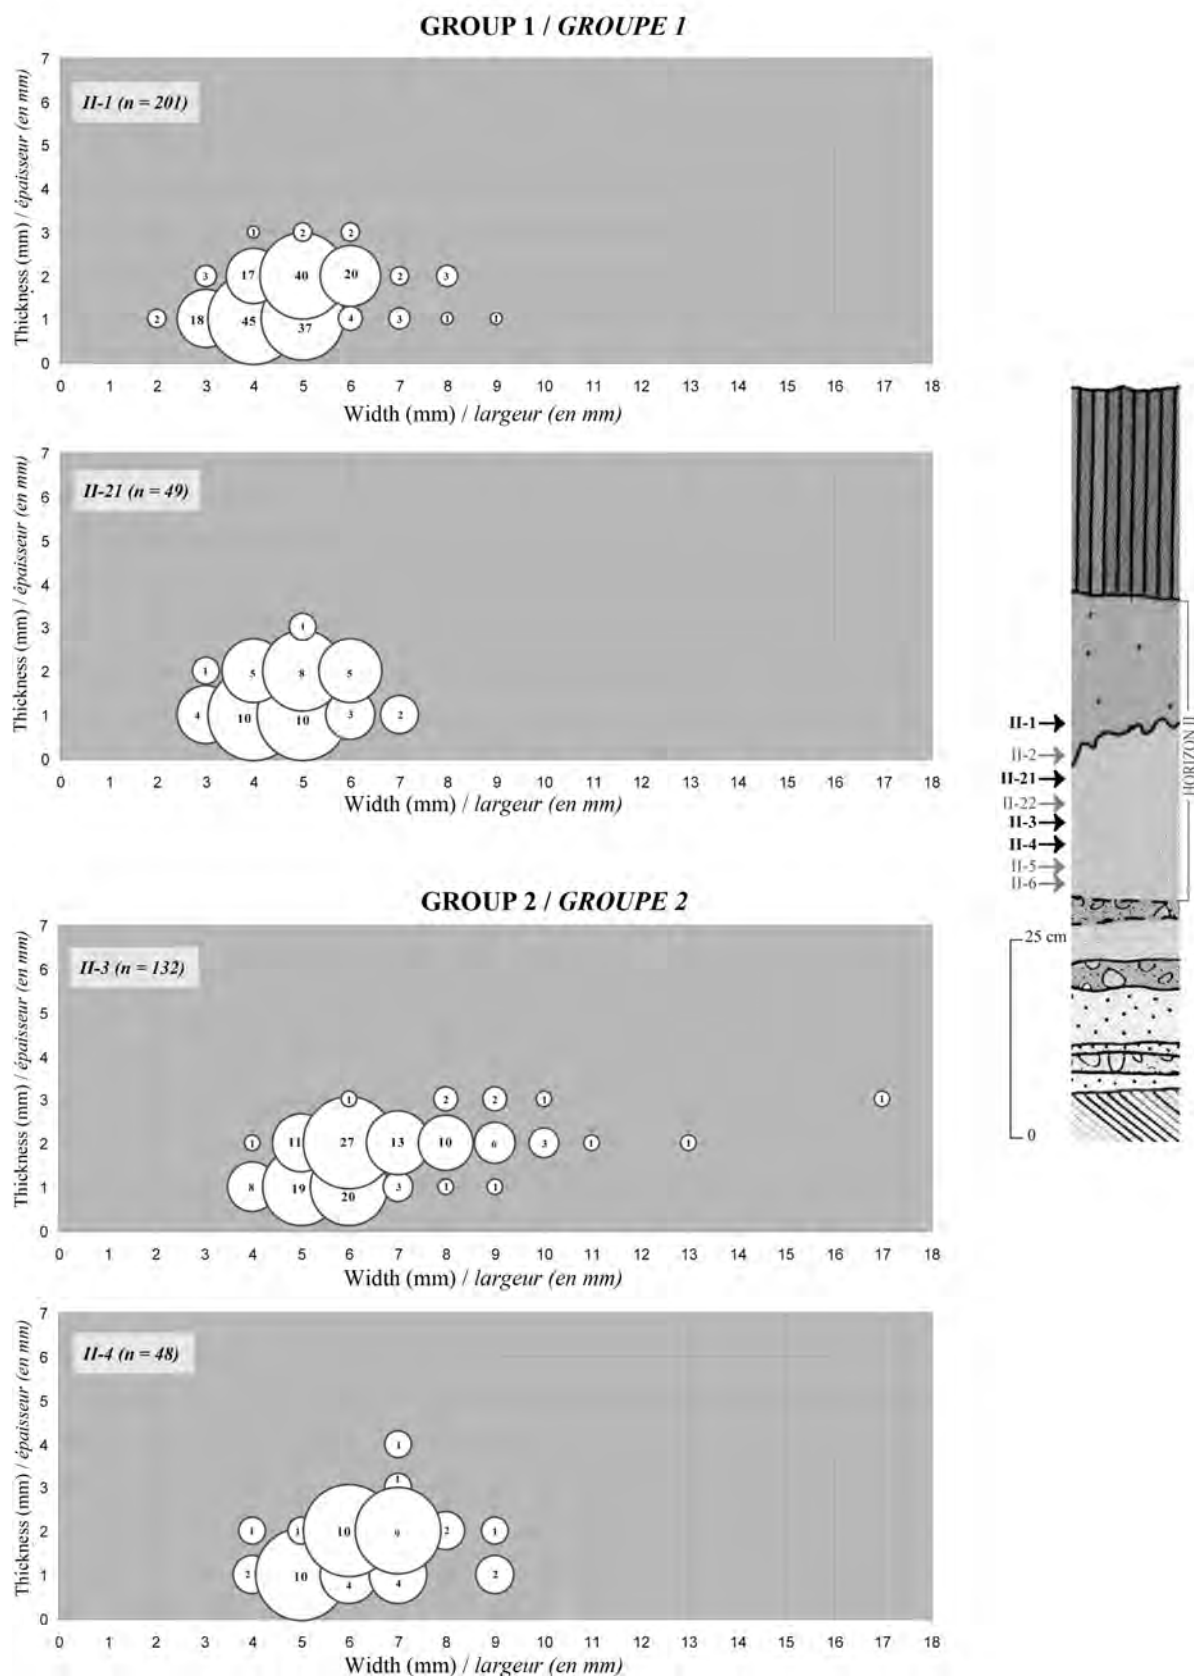 GROUP 1 / GROUPE 1
Thickness (mm) / épaisseur (en mm)
7
6
5
4
3
2
1
0
II-1 (n = 201)
1 2 2
3 17 40 20 2 3
2 18 45 37 4 3 1 1
0 1 2 3 4 5 6 7 8 9 10 11 12 13 14 15 16 17 18
Width (mm) / largeur (en mm)
Thickness (mm) / épaisseur (en mm)
7
6
5
4
3
2
1
0
II-21 (n = 49)
1
1 5 8 5
4 10 10 3 2
0 1 2 3 4 5 6 7 8 9 10 11 12 13 14 15 16 17 18
Width (mm) / largeur (en mm)
GROUP 2 / GROUPE 2
Thickness (mm) / épaisseur (en mm)
7
6
5
4
3
2
1
0
II-3 (n = 132)
1 2 2 1 1
1 11 27 13 10 6 3 1 1
8 19 20 3 1 1
0 1 2 3 4 5 6 7 8 9 10 11 12 13 14 15 16 17 18
Width (mm) / largeur (en mm)
Thickness (mm) / épaisseur (en mm)
7
6
5
4
3
2
1
0
II-4 (n = 48)
1
1
1 1 10 9 2 1
2 10 4 4 2
0 1 2 3 4 5 6 7 8 9 10 11 12 13 14 15 16 17 18
Width (mm) / largeur (en mm)
II-1
II-2
II-21
II-22
II-3
II-4
II-5
II-6
HORIZON II
25 cm
0